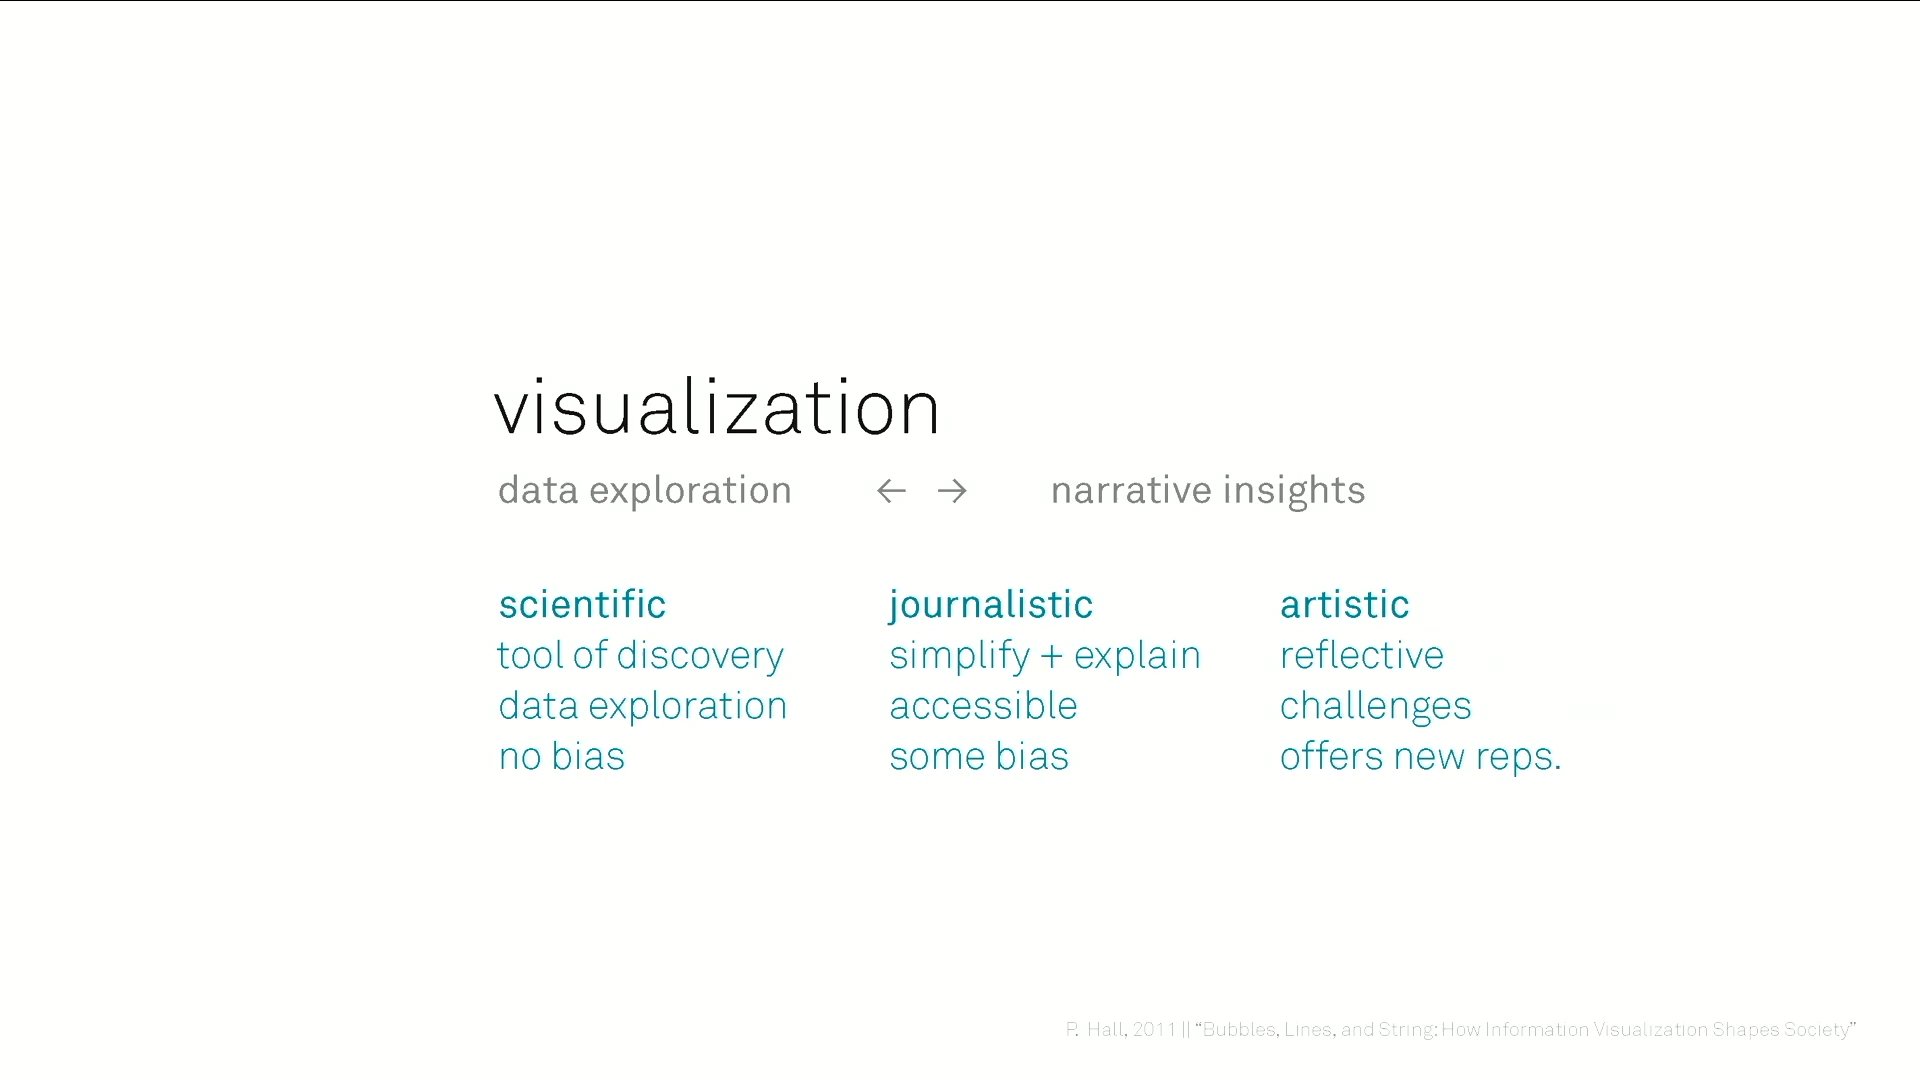 visualization
data exploration ← → narrative insights
scientific journalistic artistic
tool of discovery simplify + explain reflective
data exploration accessible challenges
no bias some bias offers new reps.
P. Hall, 2011 || “Bubbles, Lines, and String: How Information Visualization Shapes Society”